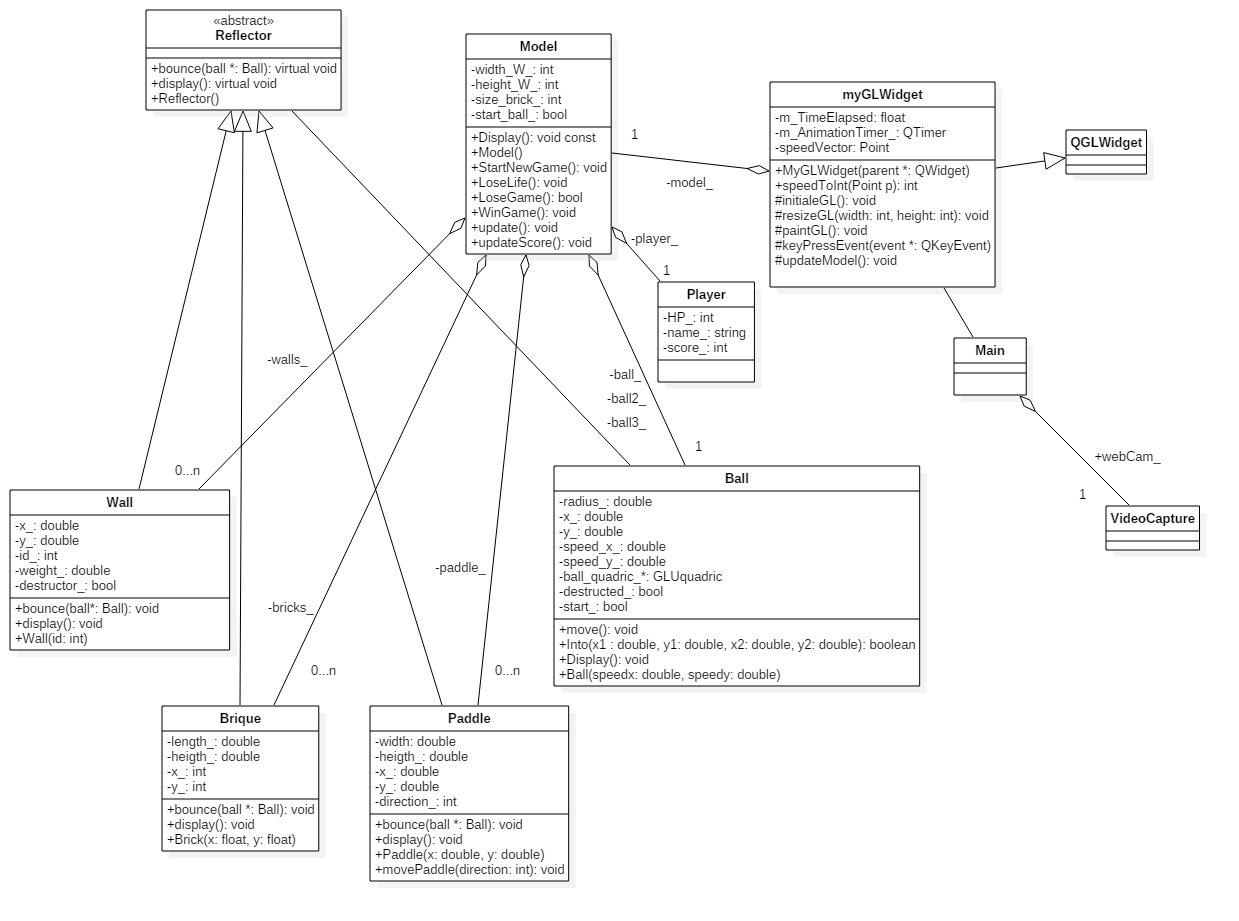 «abstract»
Reflector
+bounce(ball *: Ball): virtual void
+display(): virtual void
+Reflector()
Model
-width_W_: int
-height_W_: int
-size_brick_: int
-start_ball_: bool
+Display(): void const
+Model()
+StartNewGame(): void
+LoseLife(): void
+LoseGame(): bool
+WinGame(): void
+update(): void
+updateScore(): void
1
-model_
myGLWidget
-m_TimeElapsed: float
-m_AnimationTimer_: QTimer
-speedVector: Point
+MyGLWidget(parent *: QWidget)
+speedToInt(Point p): int
#initialeGL(): void
#resizeGL(width: int, height: int): void
#paintGL(): void
#keyPressEvent(event *: QKeyEvent)
#updateModel(): void
QGLWidget
-player_
1
Player
-HP_: int
-name_: string
-score_: int
Main
-walls_
0...n
-ball_
-ball2_
-ball3_
1
+webCam_
1
VideoCapture
Wall
-x_: double
-y_: double
-id_: int
-weight_: double
-destructor_: bool
+bounce(ball*: Ball): void
+display(): void
+Wall(id: int)
Ball
-radius_: double
-x_: double
-y_: double
-speed_x_: double
-speed_y_: double
-ball_quadric_*: GLUquadric
-destructed_: bool
-start_: bool
+move(): void
+Into(x1 : double, y1: double, x2: double, y2: double): boolean
+Display(): void
+Ball(speedx: double, speedy: double)
-paddle_
-bricks_
0...n
0...n
Brique
-length_: double
-heigth_: double
-x_: int
-y_: int
+bounce(ball *: Ball): void
+display(): void
+Brick(x: float, y: float)
Paddle
-width: double
-heigth_: double
-x_: double
-y_: double
-direction_: int
+bounce(ball *: Ball): void
+display(): void
+Paddle(x: double, y: double)
+movePaddle(direction: int): void